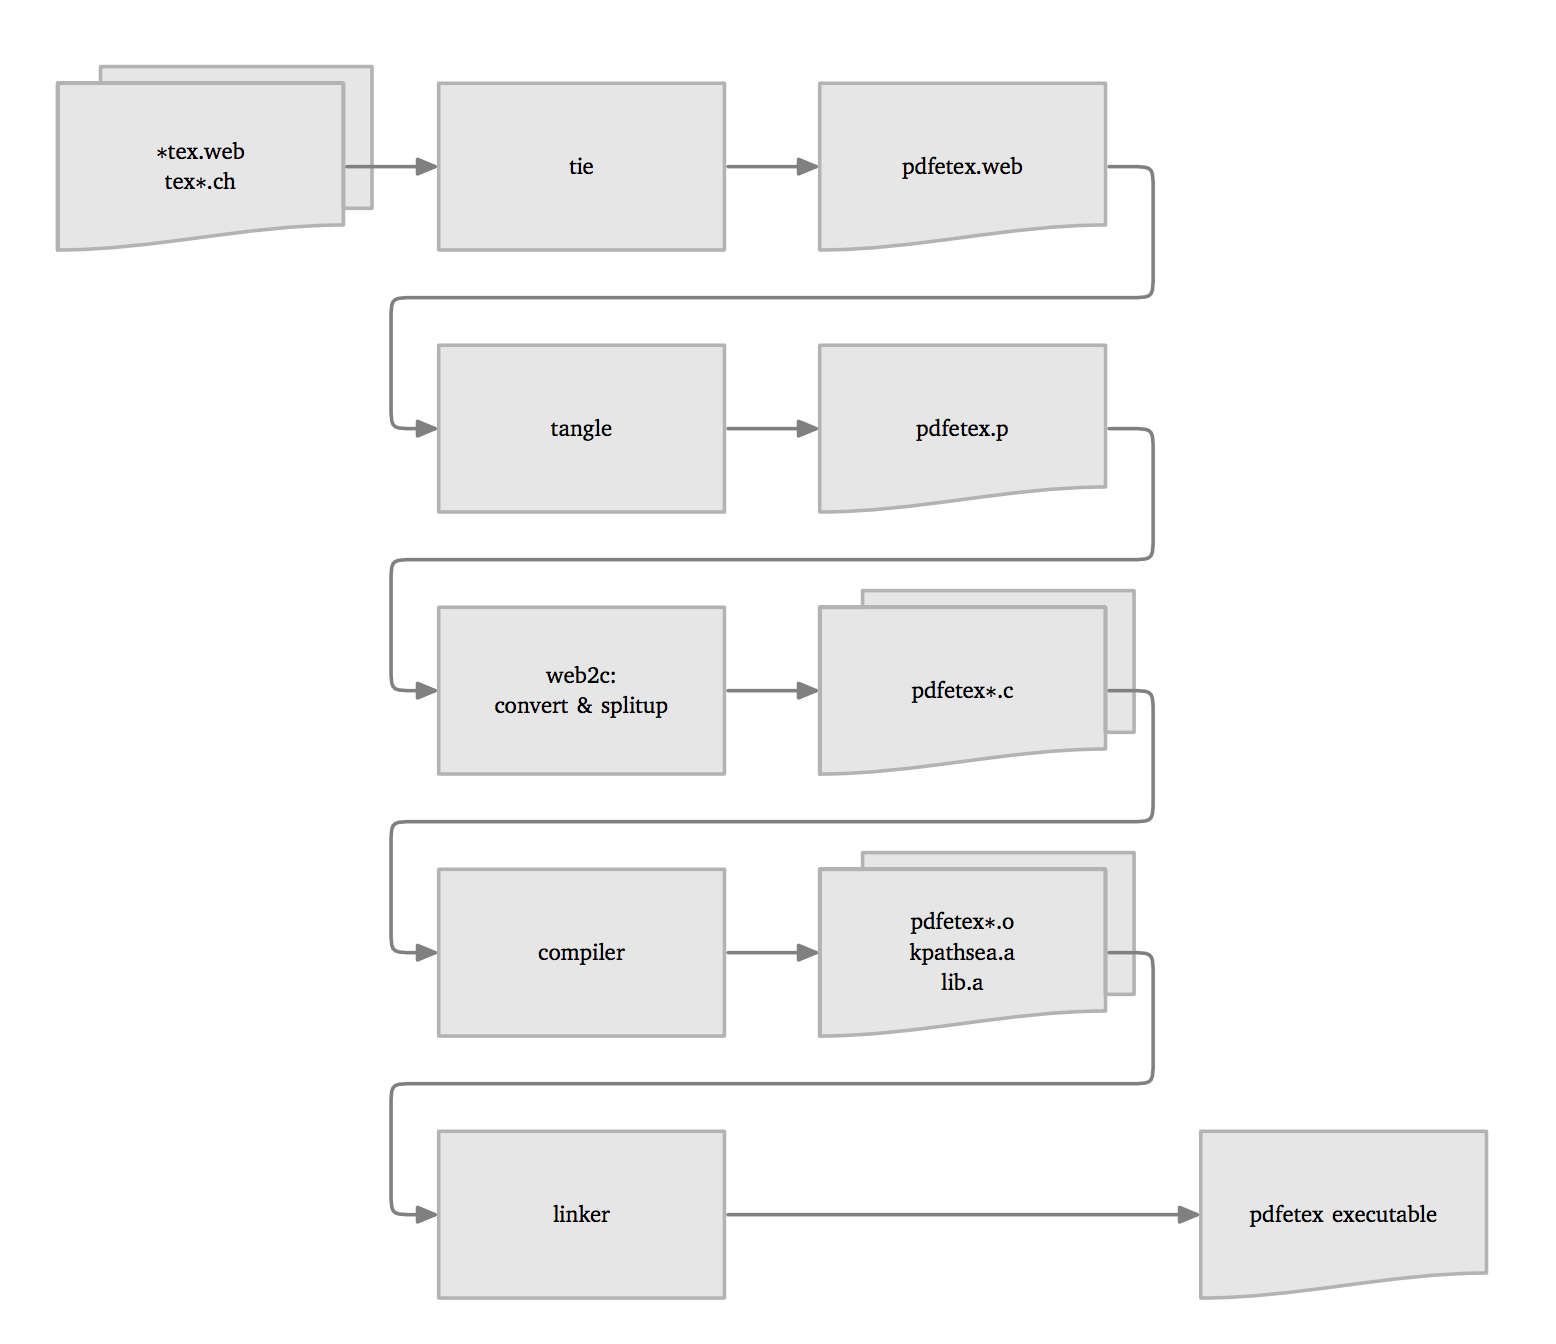 *tex.web
tex*.ch
tie
pdfetex.web
tangle
pdfetex.p
web2c:
convert & splitup
pdfetex*.c
compiler
pdfetex*.o
kpathsea.a
lib.a
linker
pdfetex executable